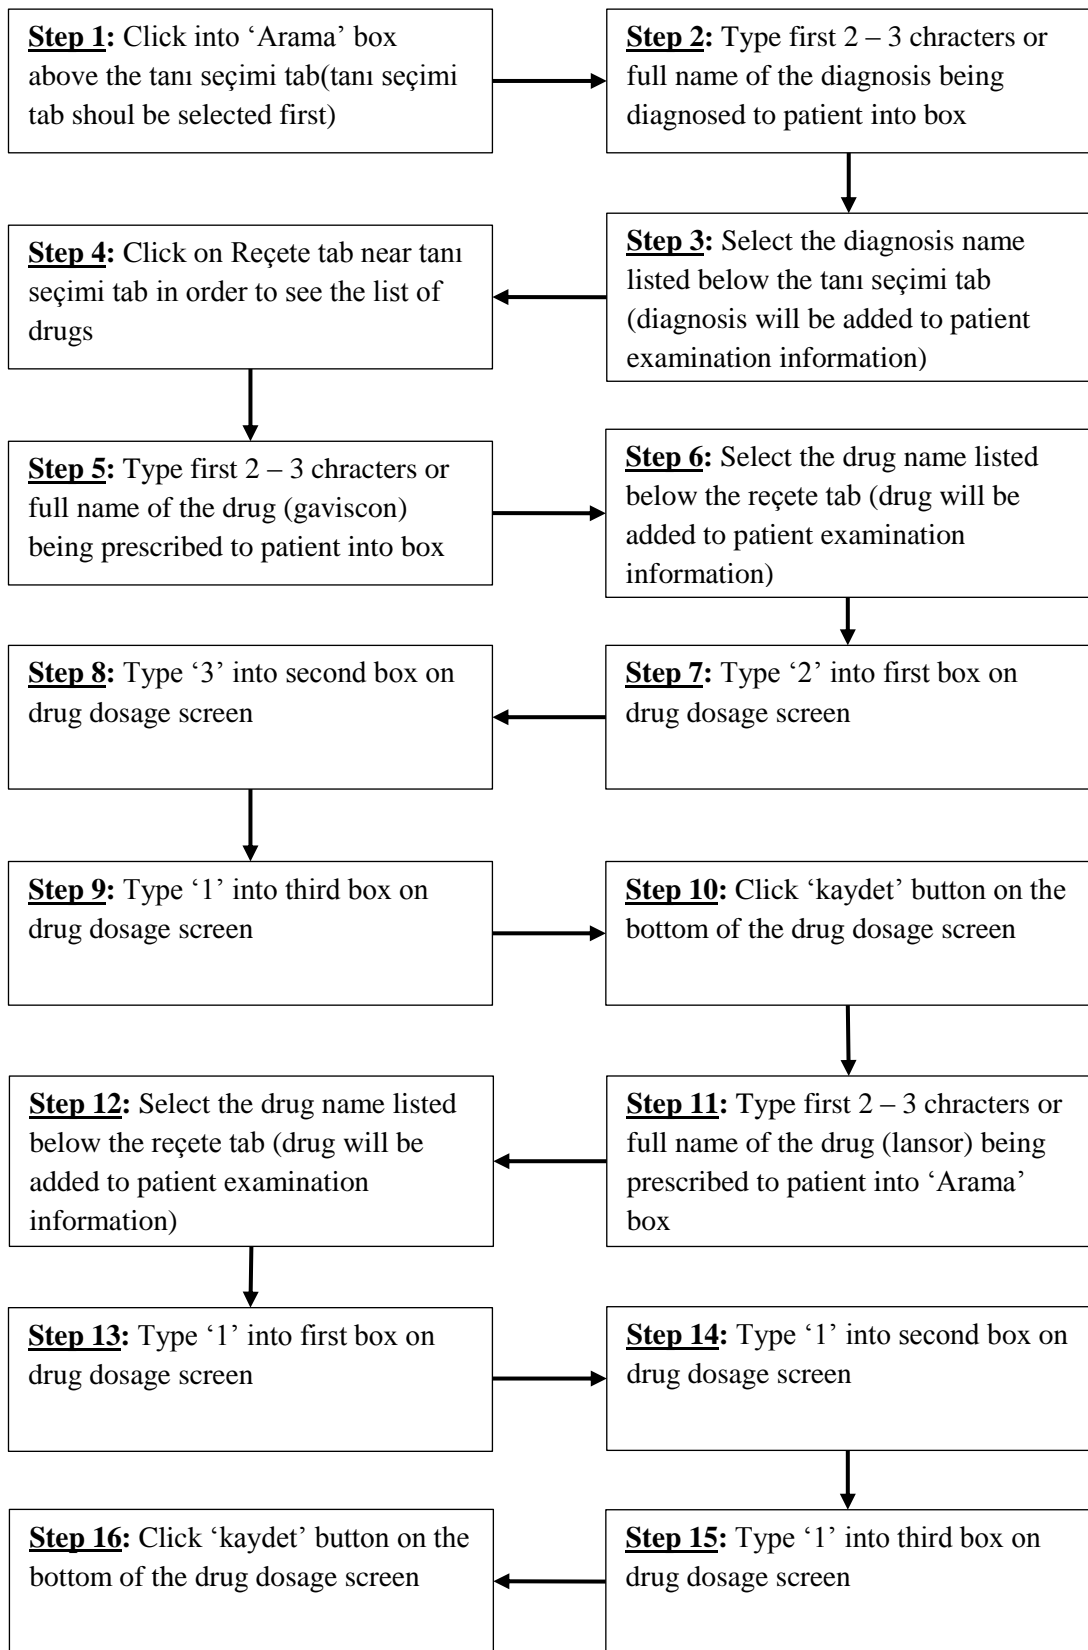 Step 1: Click into ‘Arama’ box
above the tanı seçimi tab(tanı seçimi
tab shoul be selected first)
Step 2: Type first 2 – 3 chracters or
full name of the diagnosis being
diagnosed to patient into box
Step 3: Select the diagnosis name
listed below the tanı seçimi tab
(diagnosis will be added to patient
examination information)
Step 4: Click on Reçete tab near tanı
seçimi tab in order to see the list of
drugs
Step 5: Type first 2 – 3 chracters or
full name of the drug (gaviscon)
being prescribed to patient into box
Step 6: Select the drug name listed
below the reçete tab (drug will be
added to patient examination
information)
Step 7: Type ‘2’ into first box on
drug dosage screen
Step 8: Type ‘3’ into second box on
drug dosage screen
Step 9: Type ‘1’ into third box on
drug dosage screen
Step 10: Click ‘kaydet’ button on the
bottom of the drug dosage screen
Step 11: Type first 2 – 3 chracters or
full name of the drug (lansor) being
prescribed to patient into ‘Arama’
box
Step 12: Select the drug name listed
below the reçete tab (drug will be
added to patient examination
information)
Step 13: Type ‘1’ into first box on
drug dosage screen
Step 14: Type ‘1’ into second box on
drug dosage screen
Step 15: Type ‘1’ into third box on
drug dosage screen
Step 16: Click ‘kaydet’ button on the
bottom of the drug dosage screen